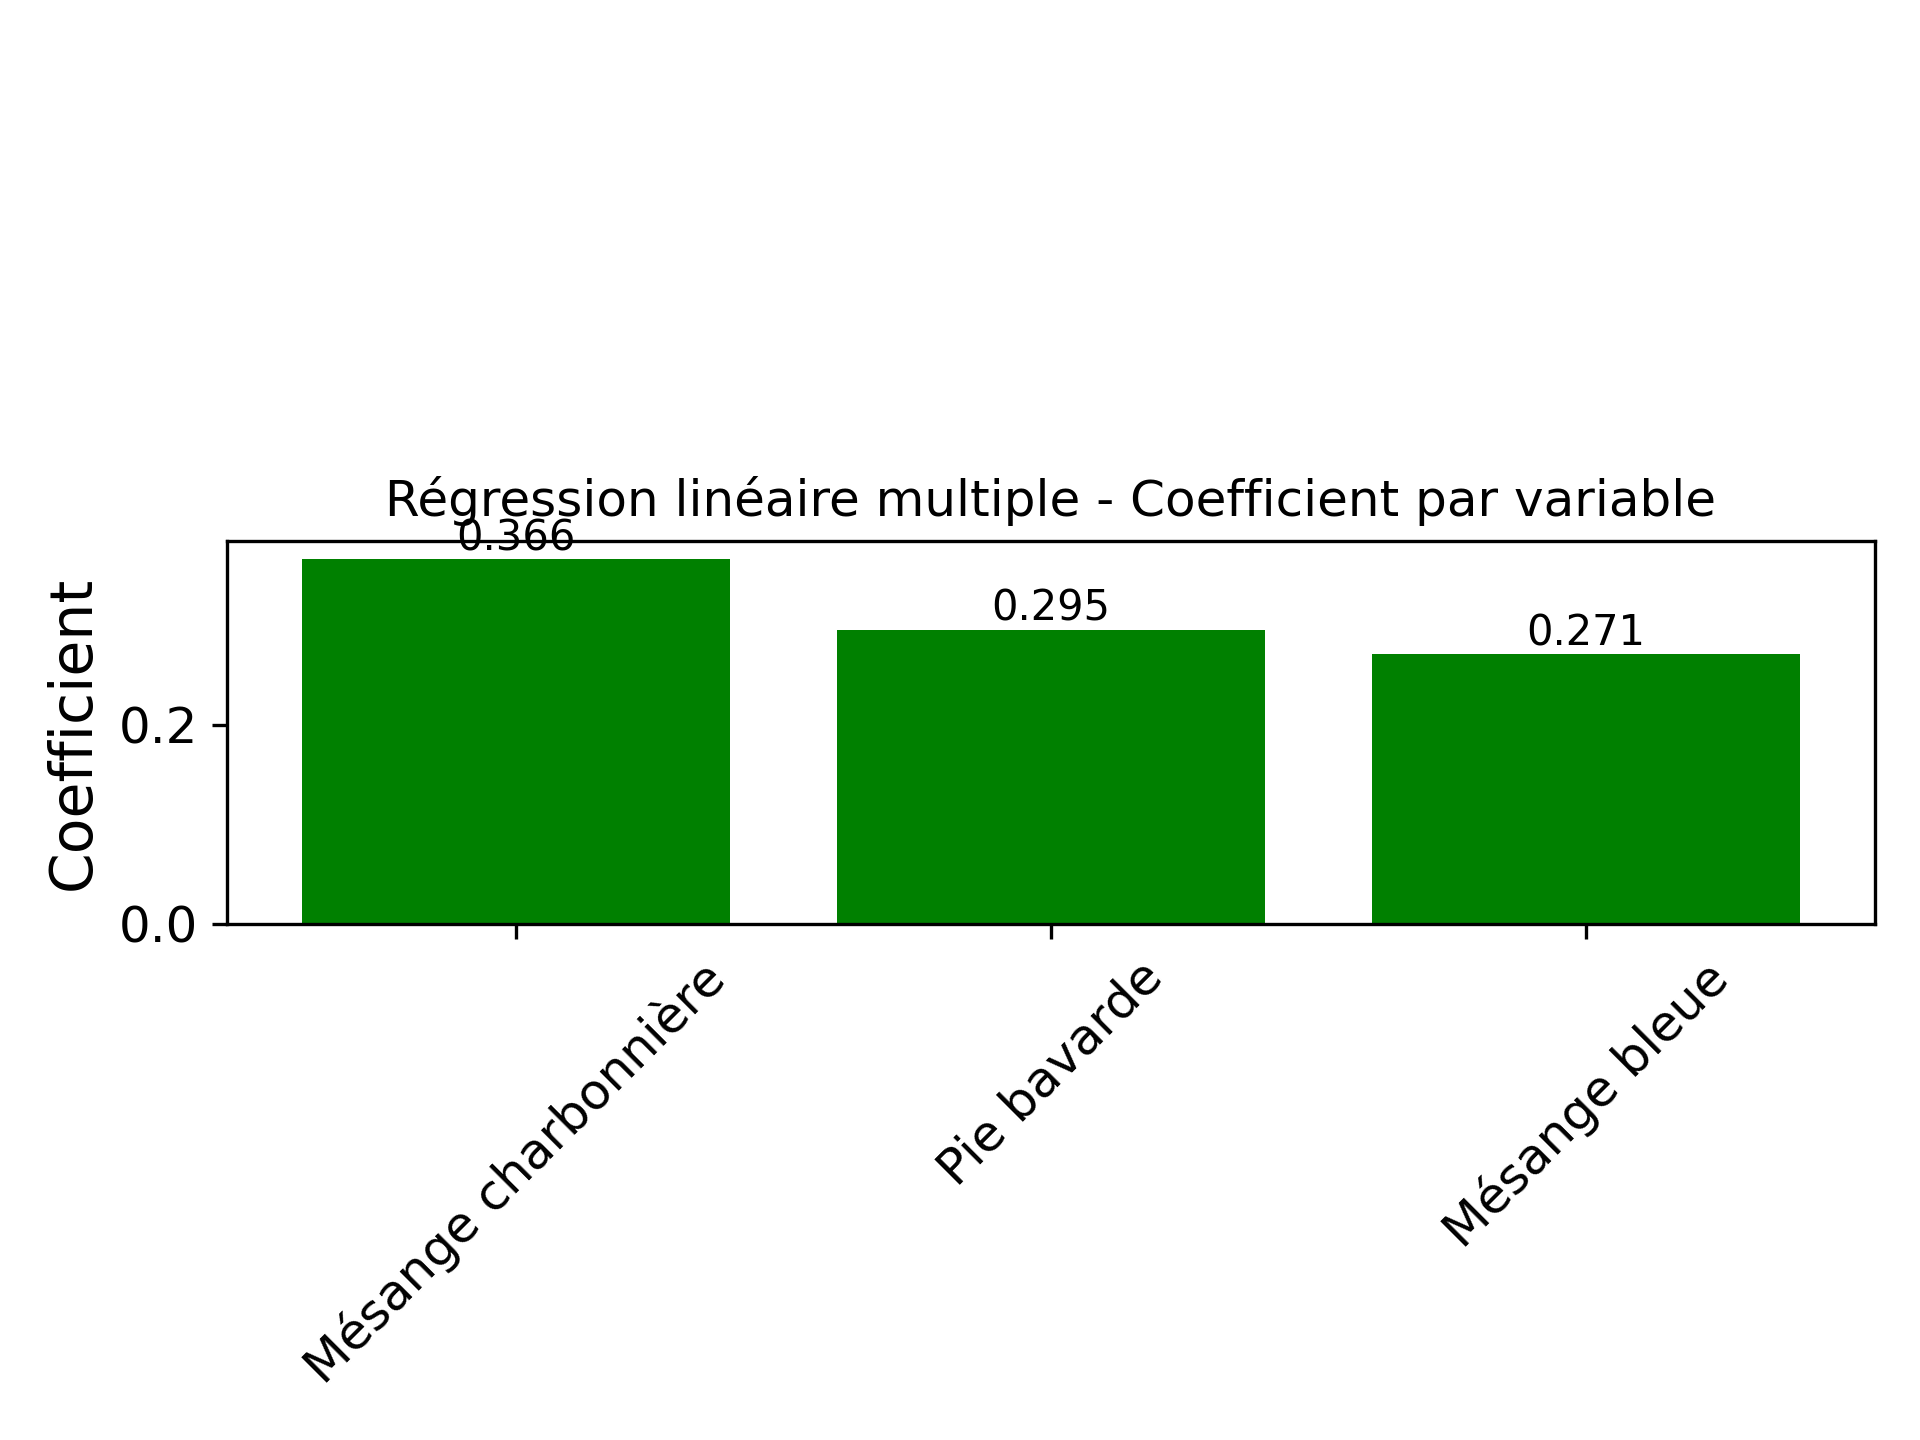 Régression linéaire multiple - Coefficient par variable
0.366
0.295
0.271
Coefficient
0.2
0.0
Mésange charbonnière
Pie bavarde
Mésange bleue